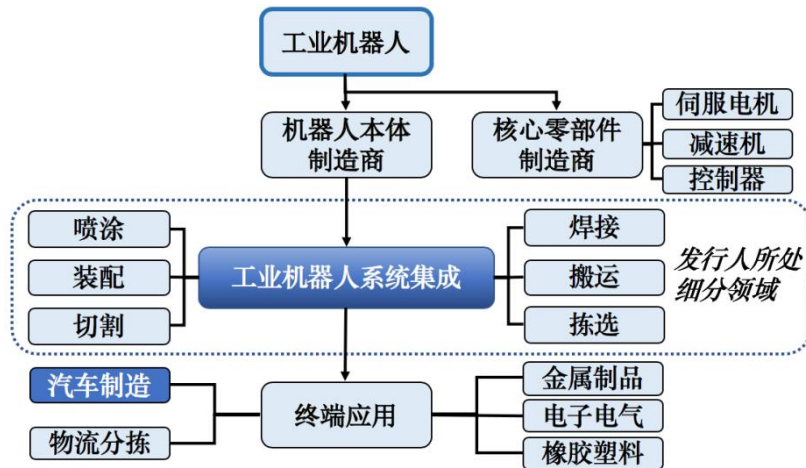 工业机器人
机器人本体
制造商
核心零部件
制造商
伺服电机
减速机
控制器
喷涂
装配
切割
工业机器人系统集成
焊接
搬运
拣选
发行人所处
细分领域
汽车制造
物流分拣
终端应用
金属制品
电子电气
橡胶塑料